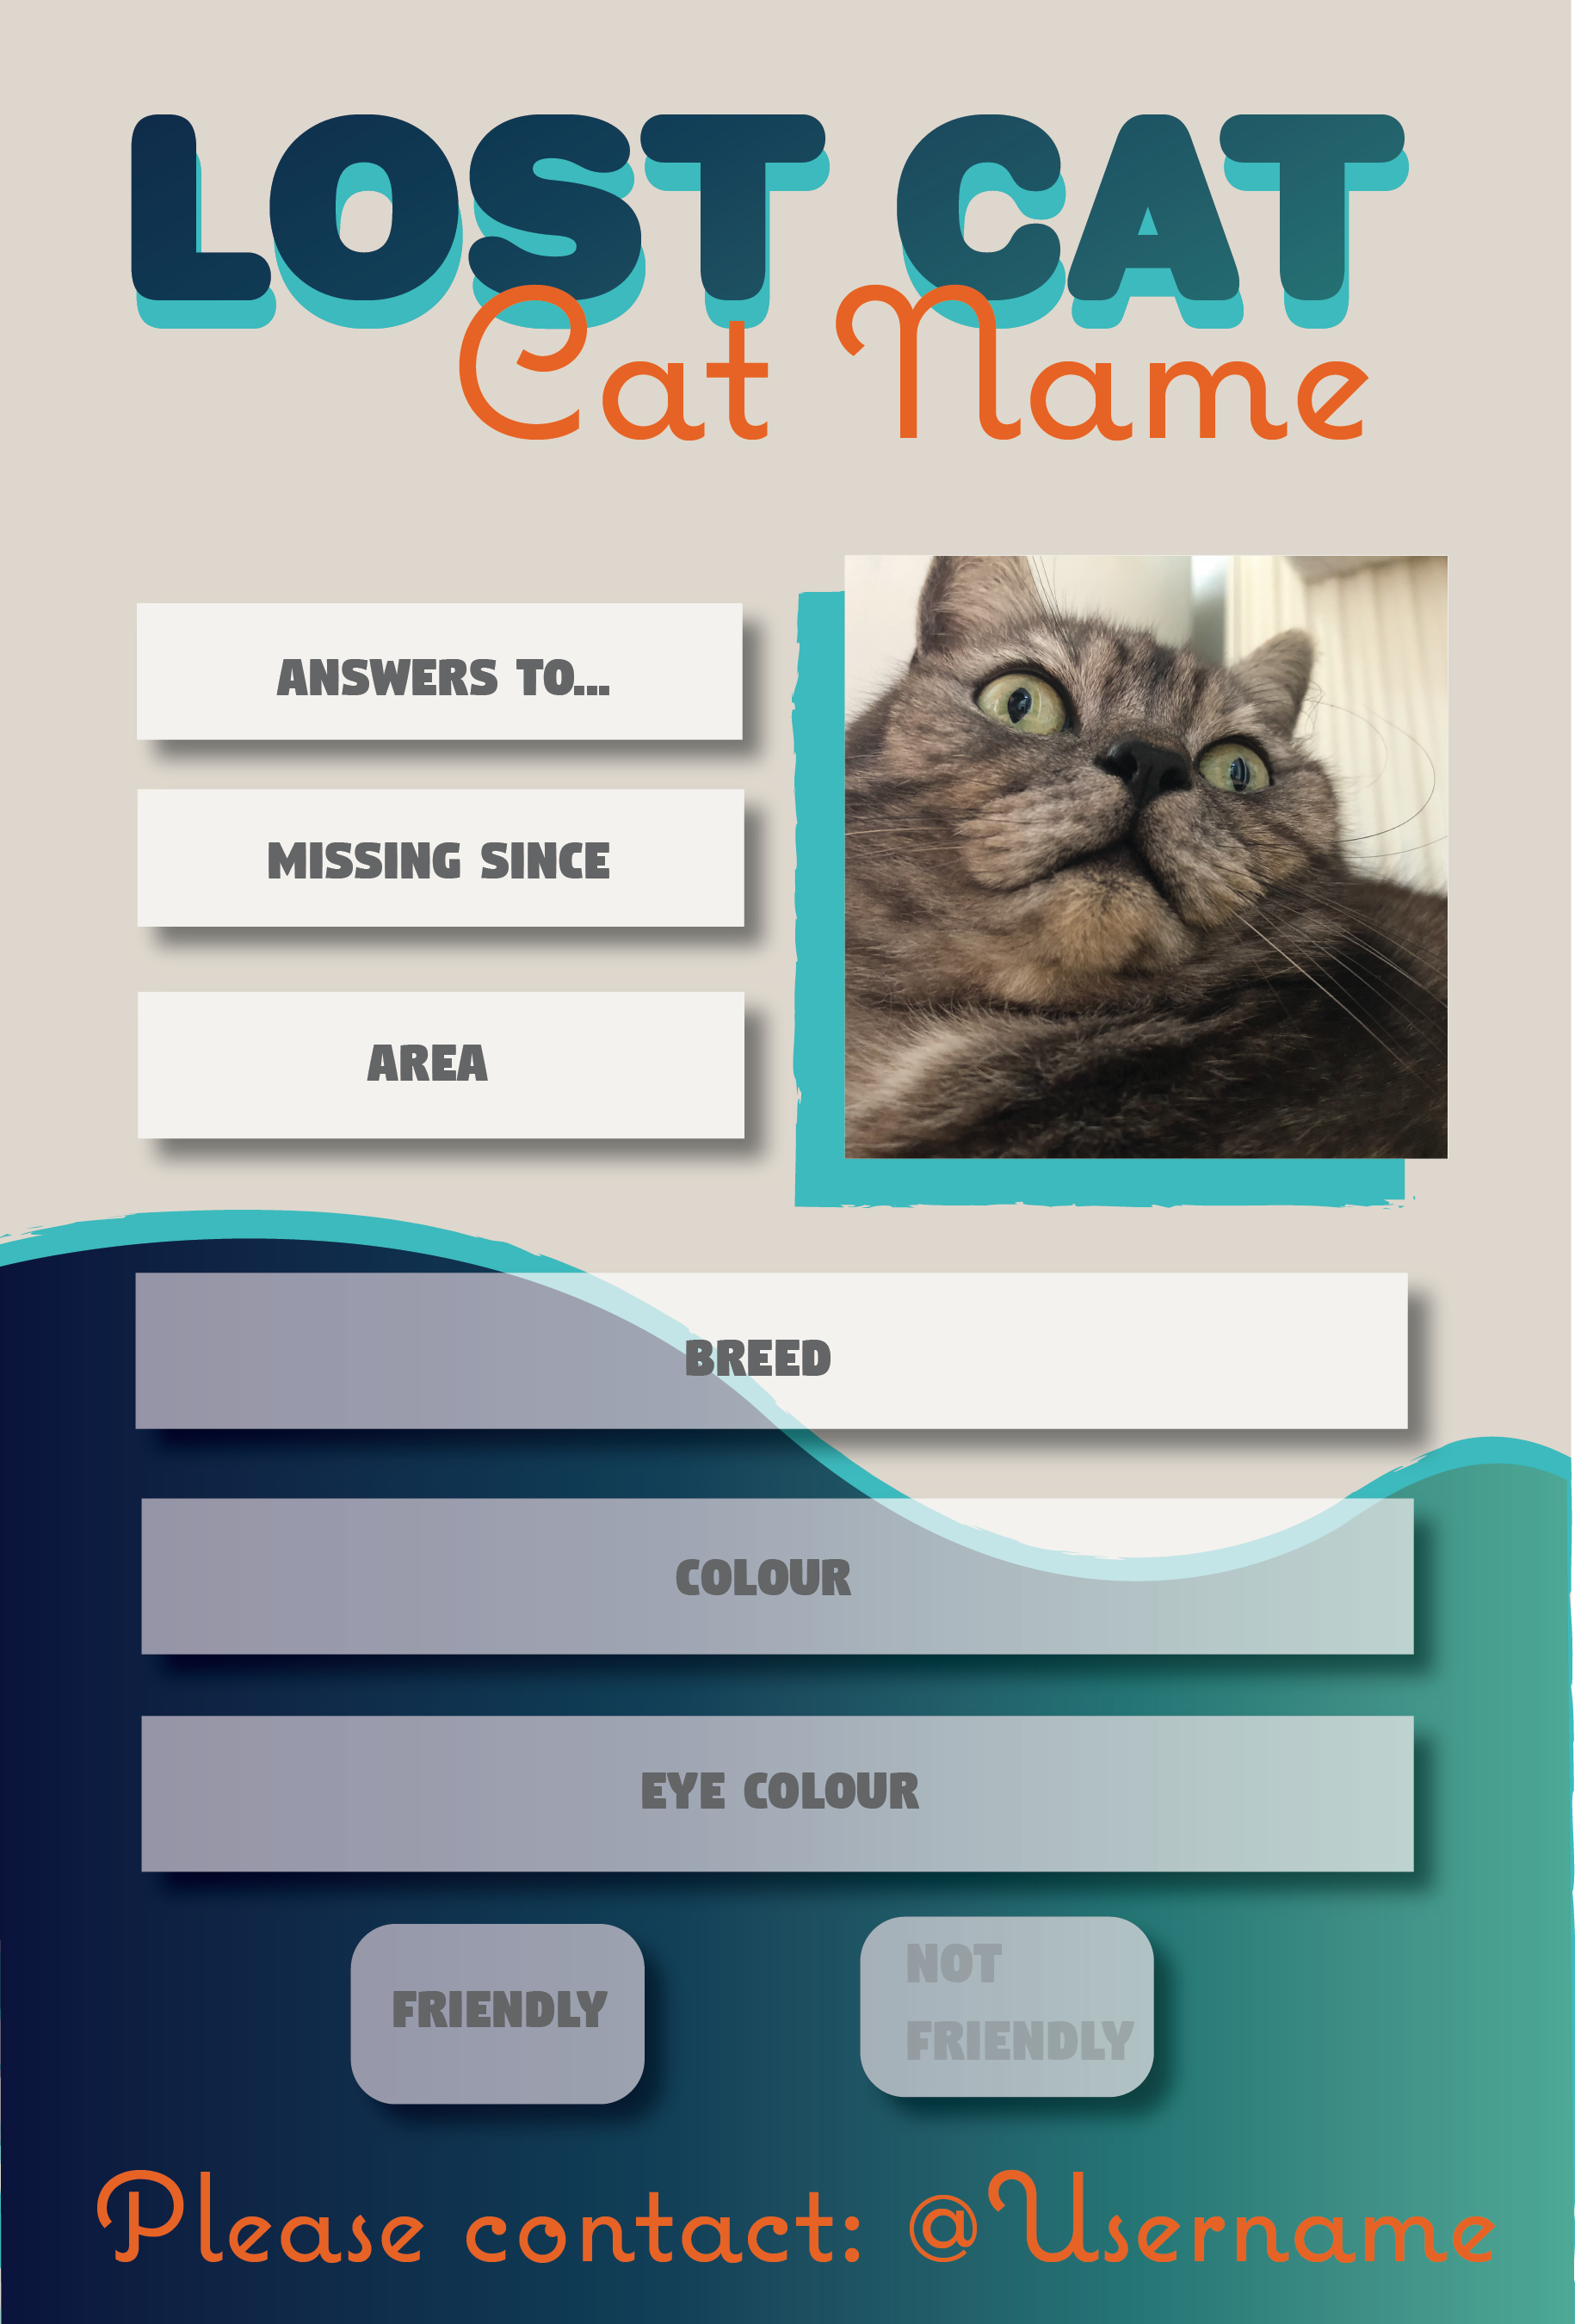 LOST CAT
Cat Name
ANSWERS TO...
MISSING SINCE
AREA
BREED
COLOUR
EYE COLOUR
FRIENDLY
NOT
FRIENDLY
Please contact: @Username